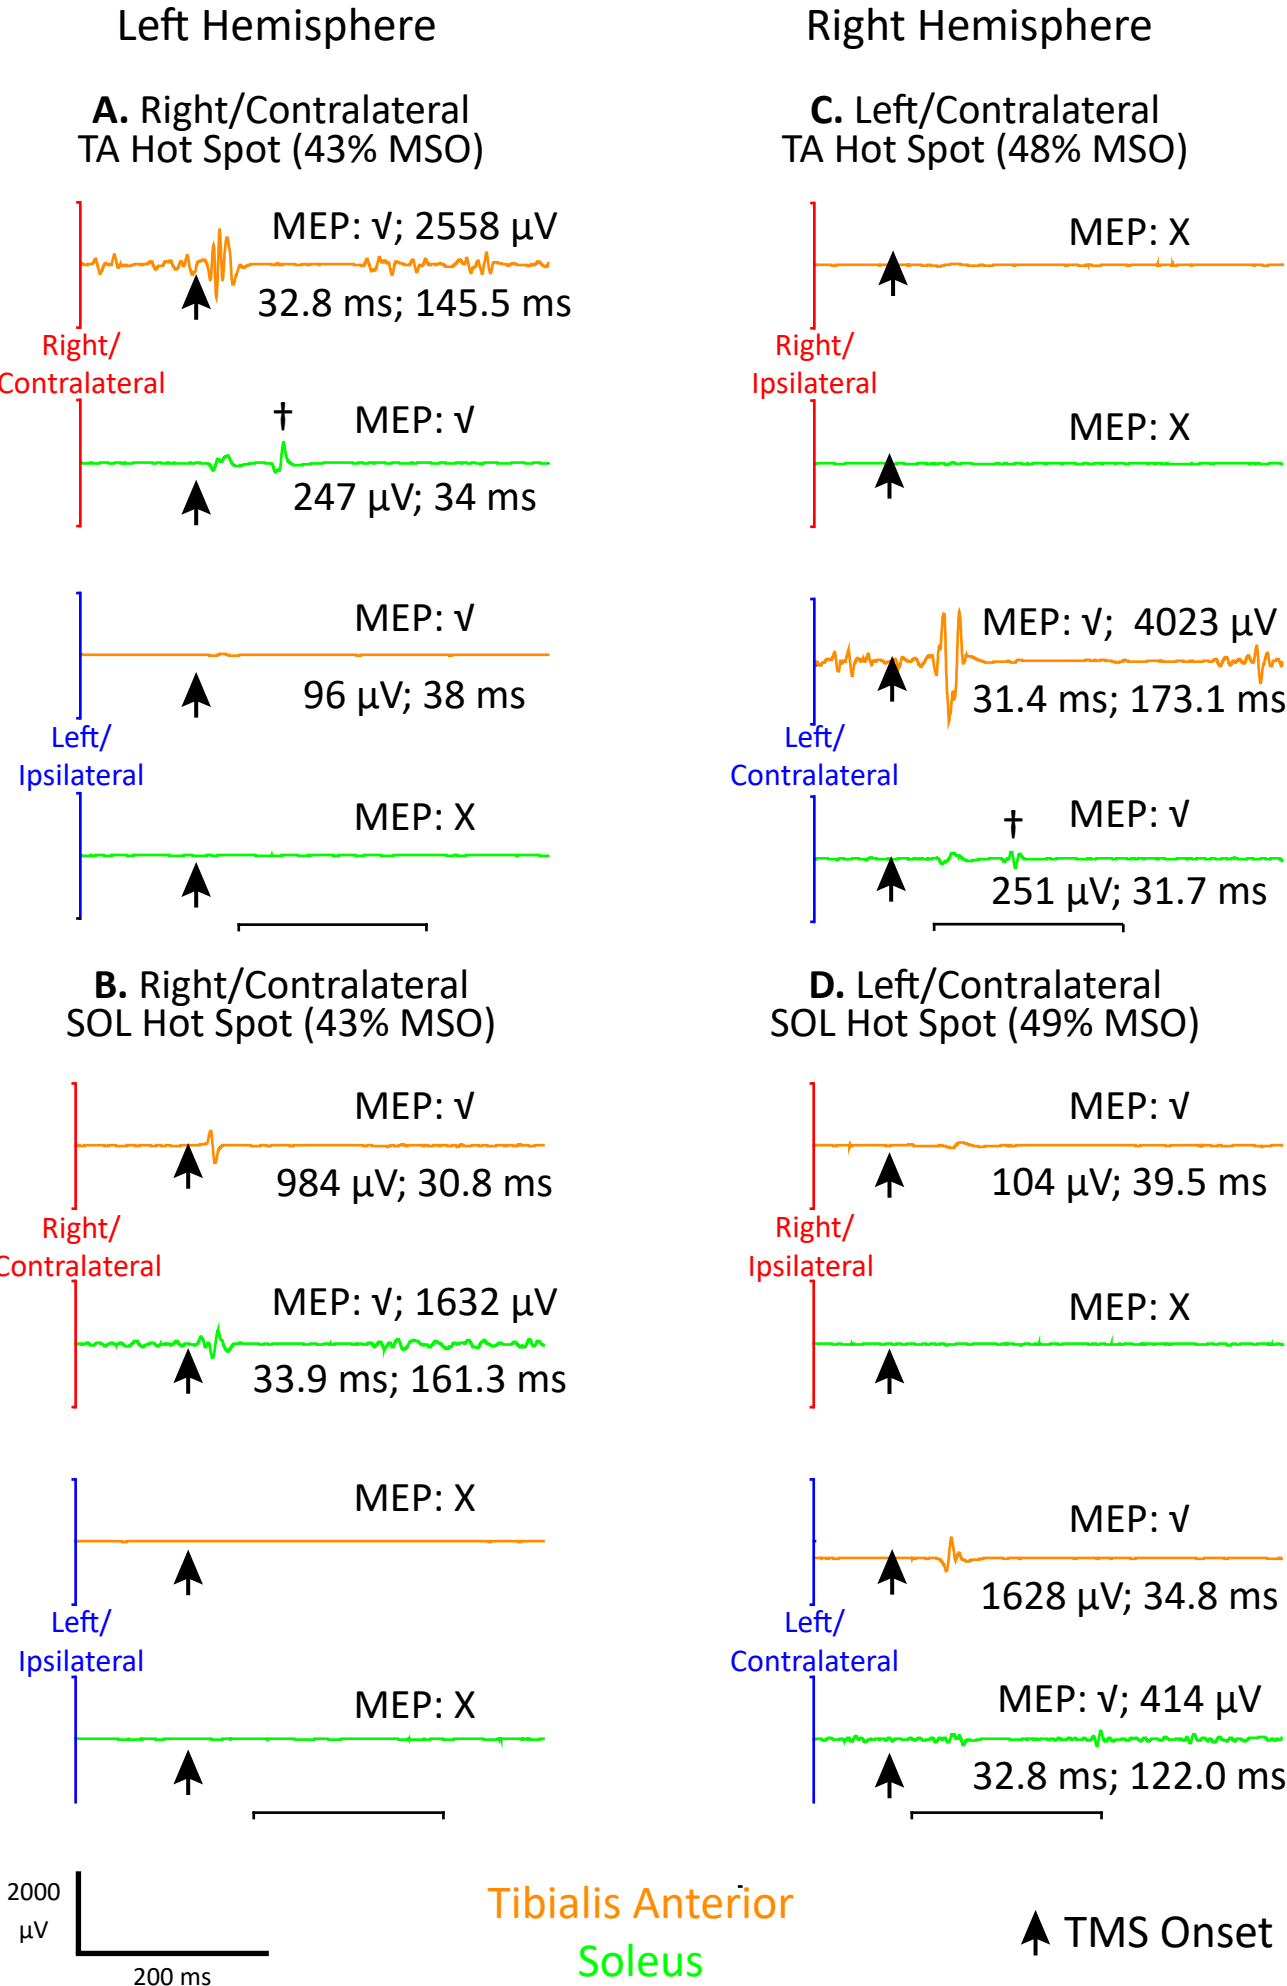 Left Hemisphere
Right Hemisphere
A. Right/Contralateral
TA Hot Spot (43% MSO)
MEP: √; 2558 µV
32.8 ms; 145.5 ms
Right/
Contralateral
†
MEP: √
247 µV; 34 ms
MEP: √
96 µV; 38 ms
Left/
Ipsilateral
MEP: X
C. Left/Contralateral
TA Hot Spot (48% MSO)
MEP: X
Right/
Ipsilateral
MEP: X
MEP: √; 4023 µV
31.4 ms; 173.1 ms
Left/
Contralateral
†
MEP: √
251 µV; 31.7 ms
B. Right/Contralateral
SOL Hot Spot (43% MSO)
MEP: √
984 µV; 30.8 ms
Right/
Contralateral
MEP: √; 1632 µV
33.9 ms; 161.3 ms
MEP: X
Left/
Ipsilateral
MEP: X
D. Left/Contralateral
SOL Hot Spot (49% MSO)
MEP: √
104 µV; 39.5 ms
Right/
Ipsilateral
MEP: X
MEP: √
1628 µV; 34.8 ms
Left/
Contralateral
MEP: √; 414 µV
32.8 ms; 122.0 ms
2000
µV
200 ms
Tibialis Anterior
Soleus
TMS Onset